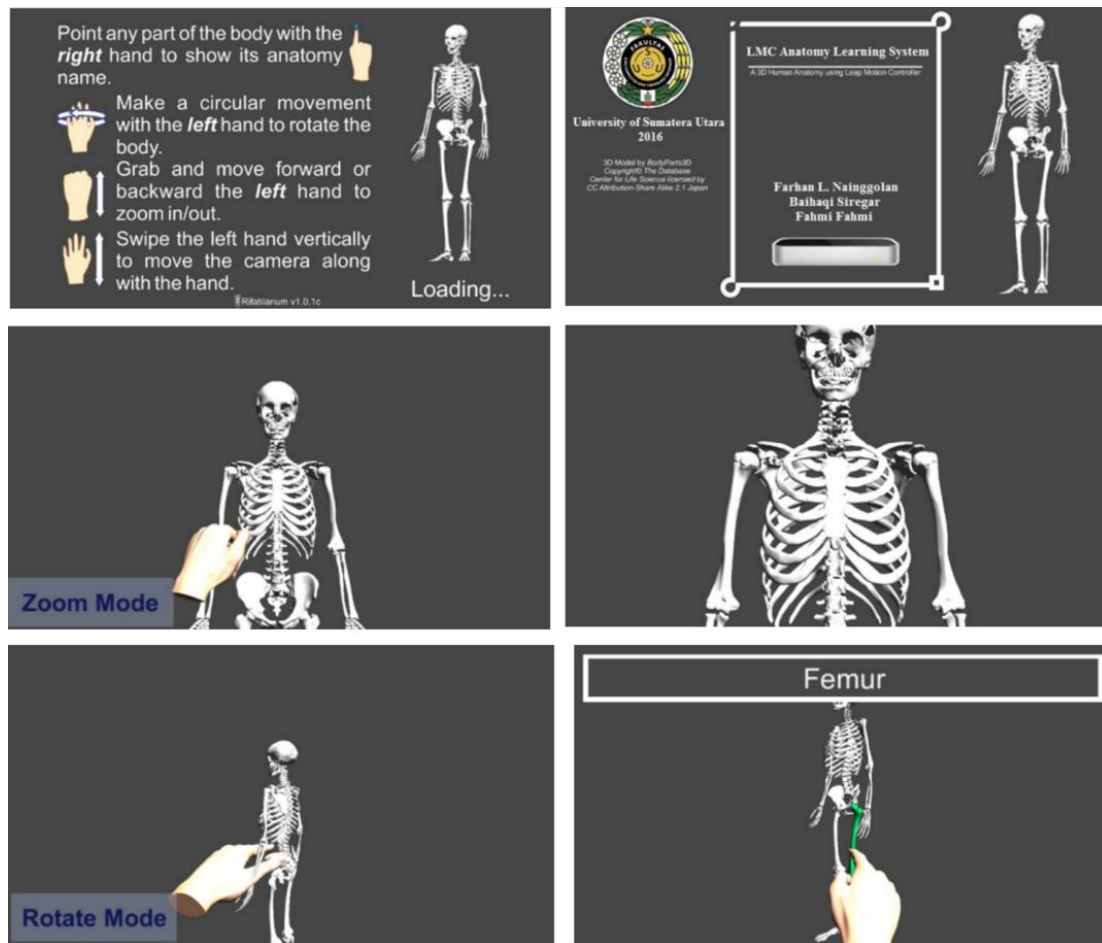 Point any part of the body with the
right hand to show its anatomy
name.
Make a circular movement
with the left hand to rotate the
body.
Grab and move forward or
backward the left hand to
zoom in/out.
Swipe the left hand vertically
to move the camera along
with the hand.
Rifatilarium v1.0.1c
Loading...
FAKULTAS
University of Sumatera Utara
2016
3D Model by BodyParts3D
Copyright© The Database
Center for Life Science licensed by
CC Attribution-Share Alike 2.1 Japan
LMC Anatomy Learning System
A 3D Human Anatomy using Leap Motion Controller
Farhan L. Nainggolan
Baihaqi Siregar
Fahmi Fahmi
Zoom Mode
Rotate Mode
Femur